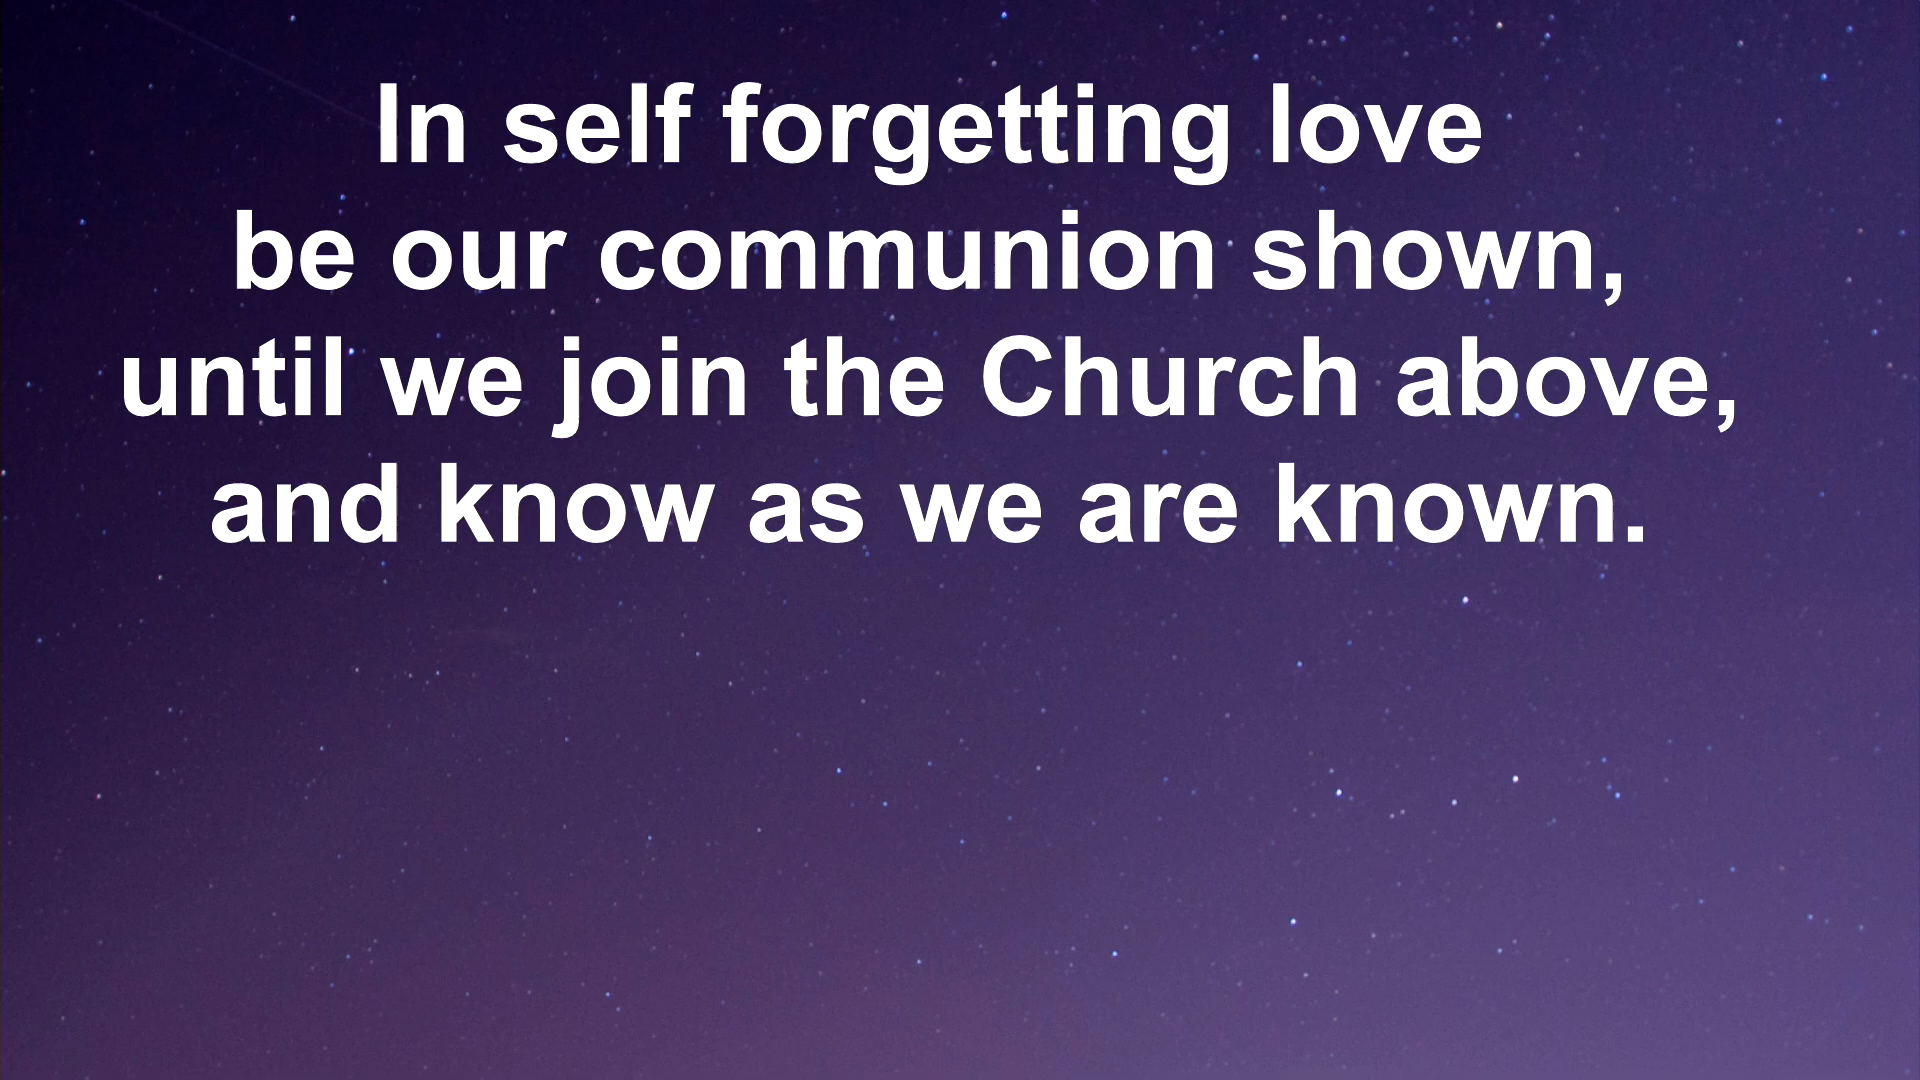 In self forgetting love
be our communion shown,
until we join the Church above,
and know as we are known.